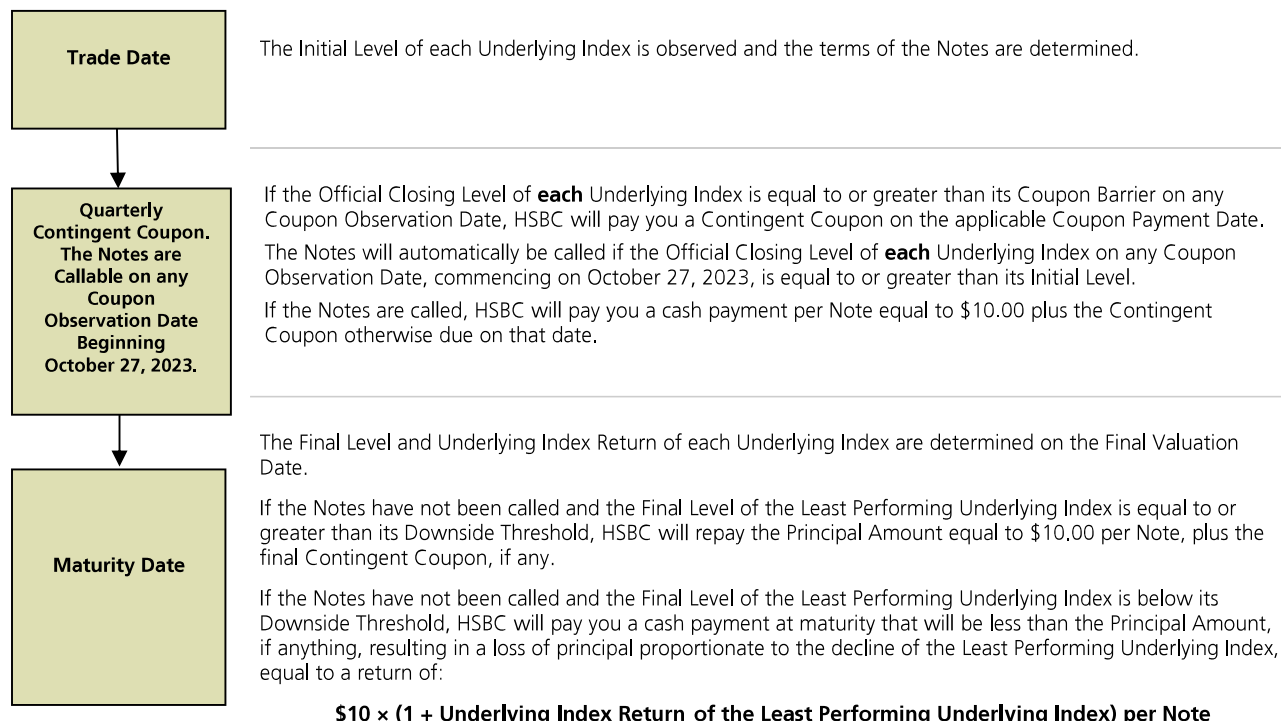 Trade Date
The Initial Level of each Underlying Index is observed and the terms of the Notes are determined.
Quarterly
Contingent Coupon.
The Notes are
Callable on any
Coupon
Observation Date
Beginning
October 27, 2023.
If the Official Closing Level of each Underlying Index is equal to or greater than its Coupon Barrier on any
Coupon Observation Date, HSBC will pay you a Contingent Coupon on the applicable Coupon Payment Date.
The Notes will automatically be called if the Official Closing Level of each Underlying Index on any Coupon
Observation Date, commencing on October 27, 2023, is equal to or greater than its Initial Level.
If the Notes are called, HSBC will pay you a cash payment per Note equal to $10.00 plus the Contingent
Coupon otherwise due on that date.
Maturity Date
The Final Level and Underlying Index Return of each Underlying Index are determined on the Final Valuation
Date.
If the Notes have not been called and the Final Level of the Least Performing Underlying Index is equal to or
greater than its Downside Threshold, HSBC will repay the Principal Amount equal to $10.00 per Note, plus the
final Contingent Coupon, if any.
If the Notes have not been called and the Final Level of the Least Performing Underlying Index is below its
Downside Threshold, HSBC will pay you a cash payment at maturity that will be less than the Principal Amount,
if anything, resulting in a loss of principal proportionate to the decline of the Least Performing Underlying Index,
equal to a return of:
$10 × (1 + Underlying Index Return of the Least Performing Underlying Index) per Note